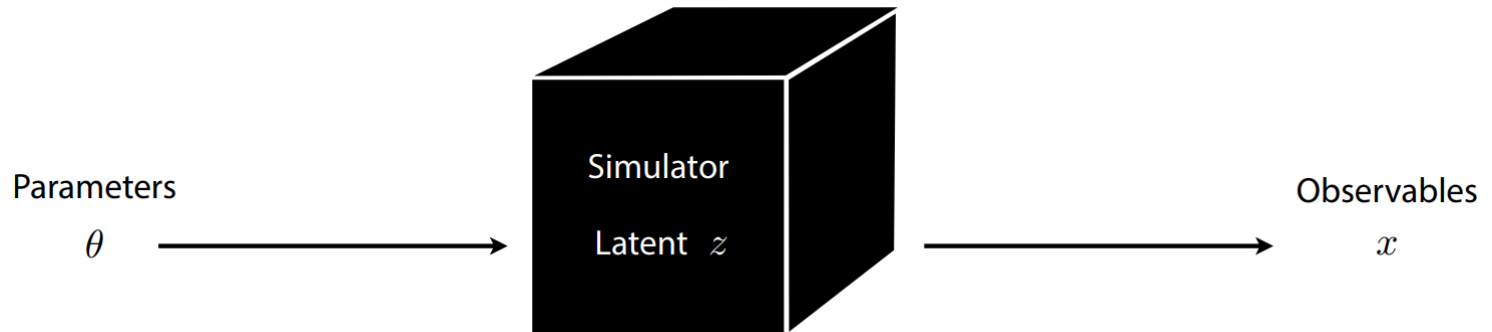 Parameters
θ
Simulator
Latent z
Observables
x